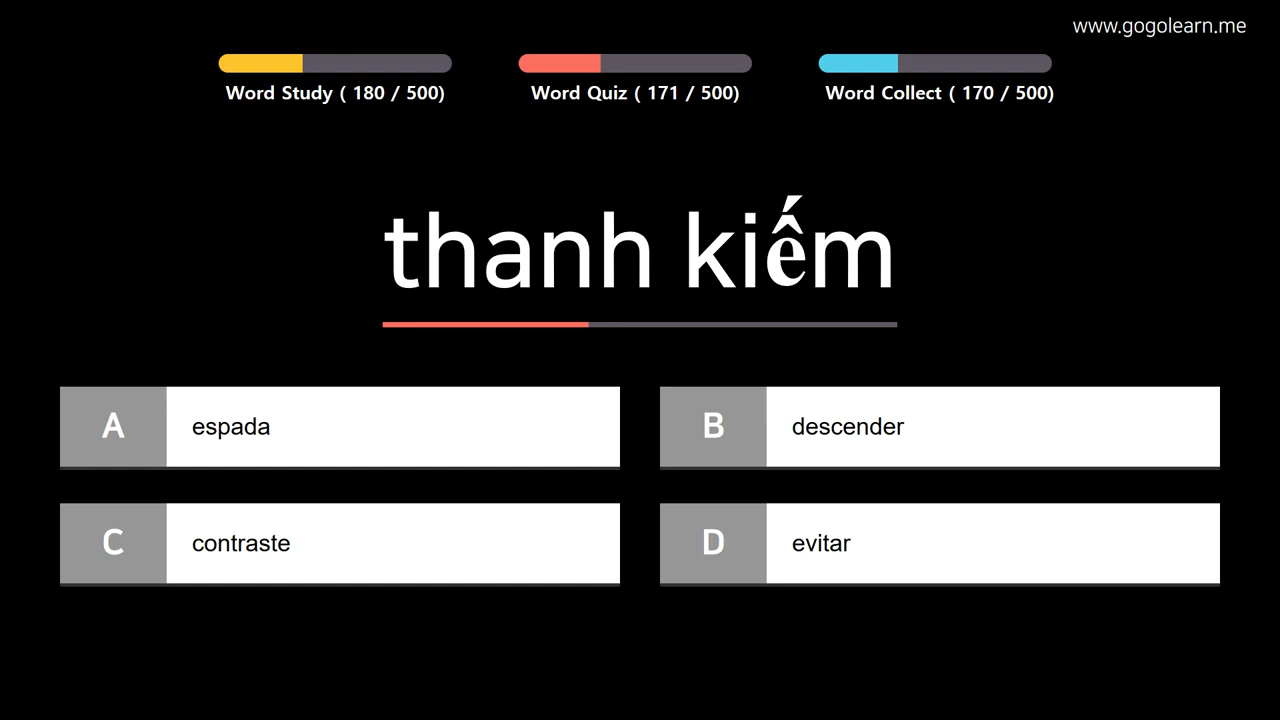 www.gogolearn.me
Word Study ( 180 / 500)
Word Quiz ( 171 / 500)
Word Collect ( 170 / 500)
thanh kiếm
A espada
B descender
C contraste
D evitar